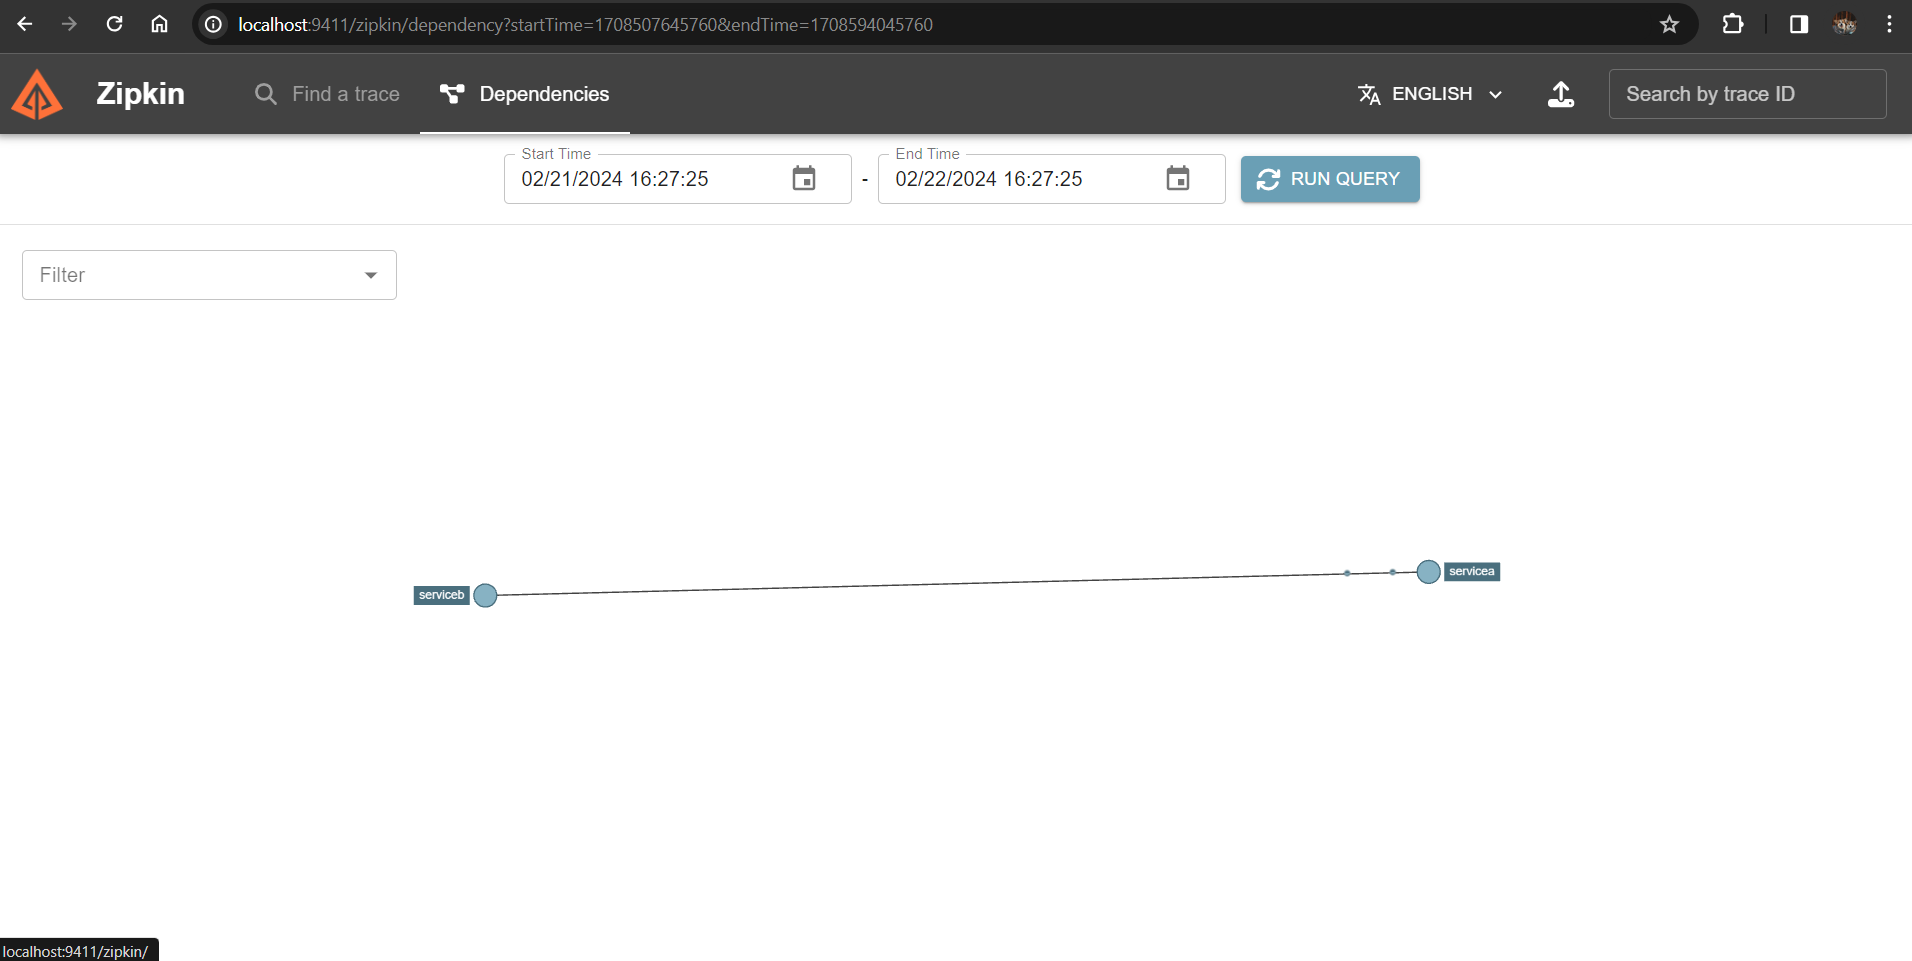 localhost:9411/zipkin/dependency?startTime=1708507645760&endTime=1708594045760
Zipkin
Find a trace
Dependencies
ENGLISH
Search by trace ID
Start Time
02/21/2024 16:27:25
-
End Time
02/22/2024 16:27:25
RUN QUERY
Filter
serviceb
servicea
localhost:9411/zipkin/